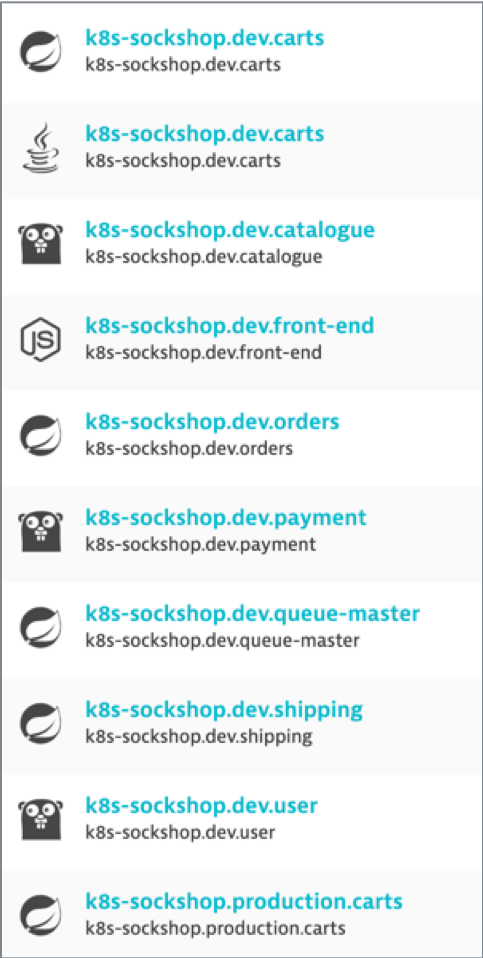 k8s-sockshop.dev.carts
k8s-sockshop.dev.carts
k8s-sockshop.dev.carts
k8s-sockshop.dev.carts
k8s-sockshop.dev.catalogue
k8s-sockshop.dev.catalogue
JS
k8s-sockshop.dev.front-end
k8s-sockshop.dev.front-end
k8s-sockshop.dev.orders
k8s-sockshop.dev.orders
k8s-sockshop.dev.payment
k8s-sockshop.dev.payment
k8s-sockshop.dev.queue-master
k8s-sockshop.dev.queue-master
k8s-sockshop.dev.shipping
k8s-sockshop.dev.shipping
k8s-sockshop.dev.user
k8s-sockshop.dev.user
k8s-sockshop.production.carts
k8s-sockshop.production.carts